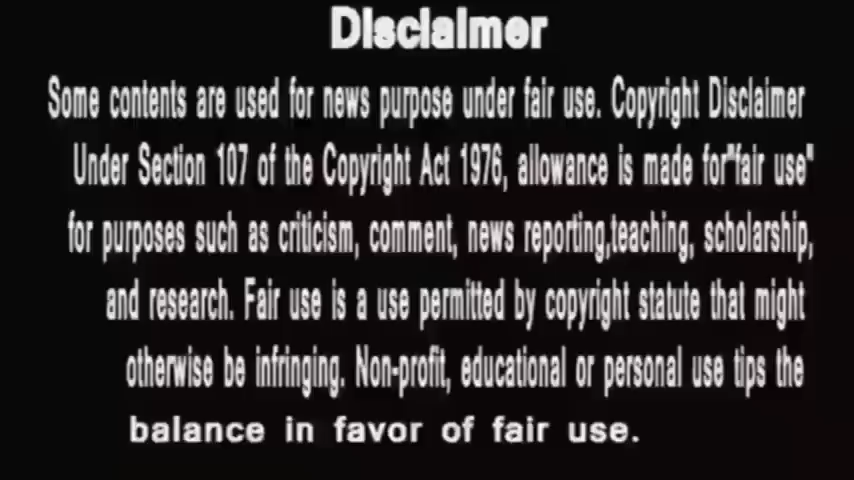 Disclaimer
Some contents are used for news purpose under fair use. Copyright Disclaimer
Under Section 107 of the Copyright Act 1976, allowance is made for"fair use"
for purposes such as criticism, comment, news reporting,teaching, scholarship,
and research. Fair use is a use permitted by copyright statute that might
otherwise be infringing. Non-profit, educational or personal use tips the
balance in favor of fair use.